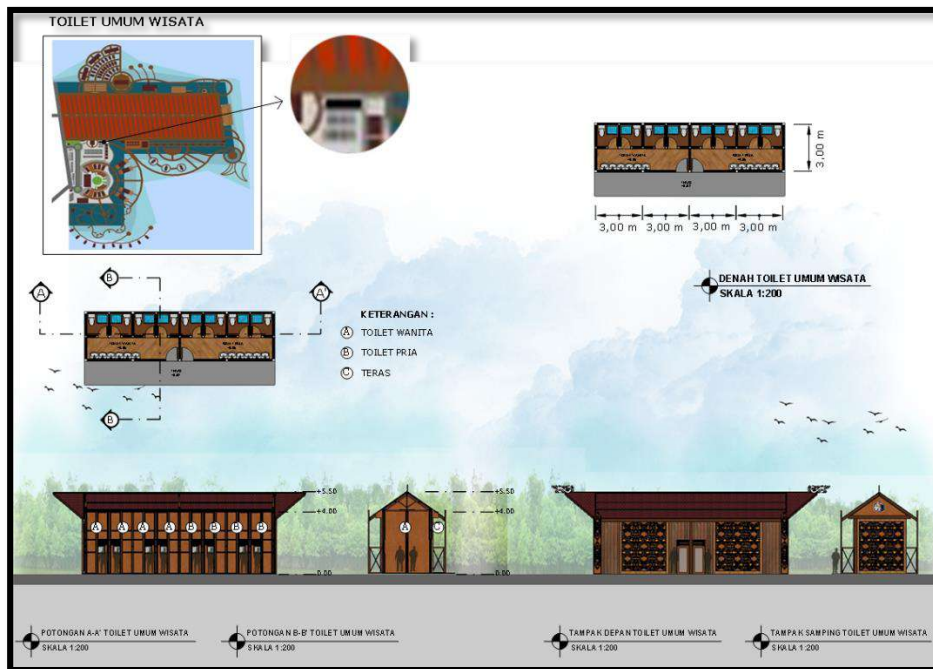 TOILET UMUM WISATA
3,00 m
3,00 m 3,00 m 3,00 m 3,00 m
DENAH TOILET UMUM WISATA
SKALA 1:200
B
A A'
B
KETERANGAN :
A TOILET WANITA
B TOILET PRIA
C TERAS
+5.50
+4.00
0.00
A A A A B B B B
A C
+5.50
+4.00
0.00
POTONGAN A-A' TOILET UMUM WISATA
SKALA 1:200
POTONGAN B-B' TOILET UMUM WISATA
SKALA 1:200
TAMPAK DEPAN TOILET UMUM WISATA
SKALA 1:200
TAMPAK SAMPING TOILET UMUM WISATA
SKALA 1:200